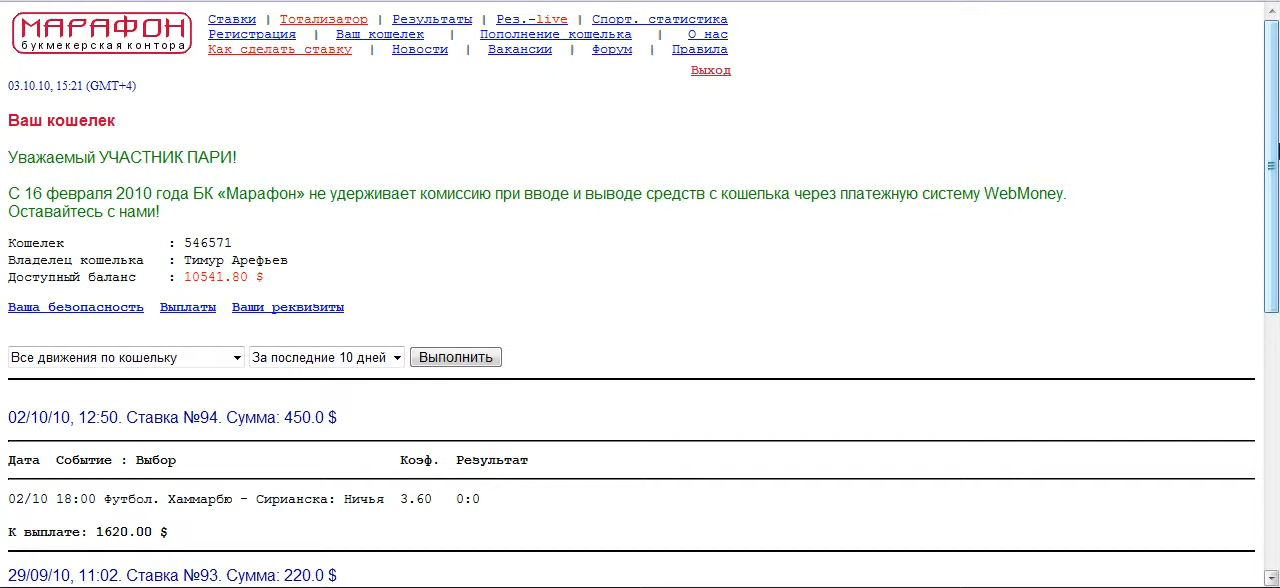 МАРАФОН
букмекерская контора
Ставки | Тотализатор | Результаты | Рез.-live | Спорт. статистика
Регистрация | Ваш кошелек | Пополнение кошелька | О нас
Как сделать ставку | Новости | Вакансии | Форум | Правила
Выход
03.10.10, 15:21 (GMT+4)
Ваш кошелек
Уважаемый УЧАСТНИК ПАРИ!
С 16 февраля 2010 года БК «Марафон» не удерживает комиссию при вводе и выводе средств с кошелька через платежную систему WebMoney.
Оставайтесь с нами!
Кошелек : 546571
Владелец кошелька : Тимур Арефьев
Доступный баланс : 10541.80 $
Ваша безопасность Выплаты Ваши реквизиты
Все движения по кошельку За последние 10 дней Выполнить
02/10/10, 12:50. Ставка №94. Сумма: 450.0 $
Дата Событие : Выбор Коэф. Результат
02/10 18:00 Футбол. Хаммарбю - Сирианска: Ничья 3.60 0:0
К выплате: 1620.00 $
29/09/10, 11:02. Ставка №93. Сумма: 220.0 $